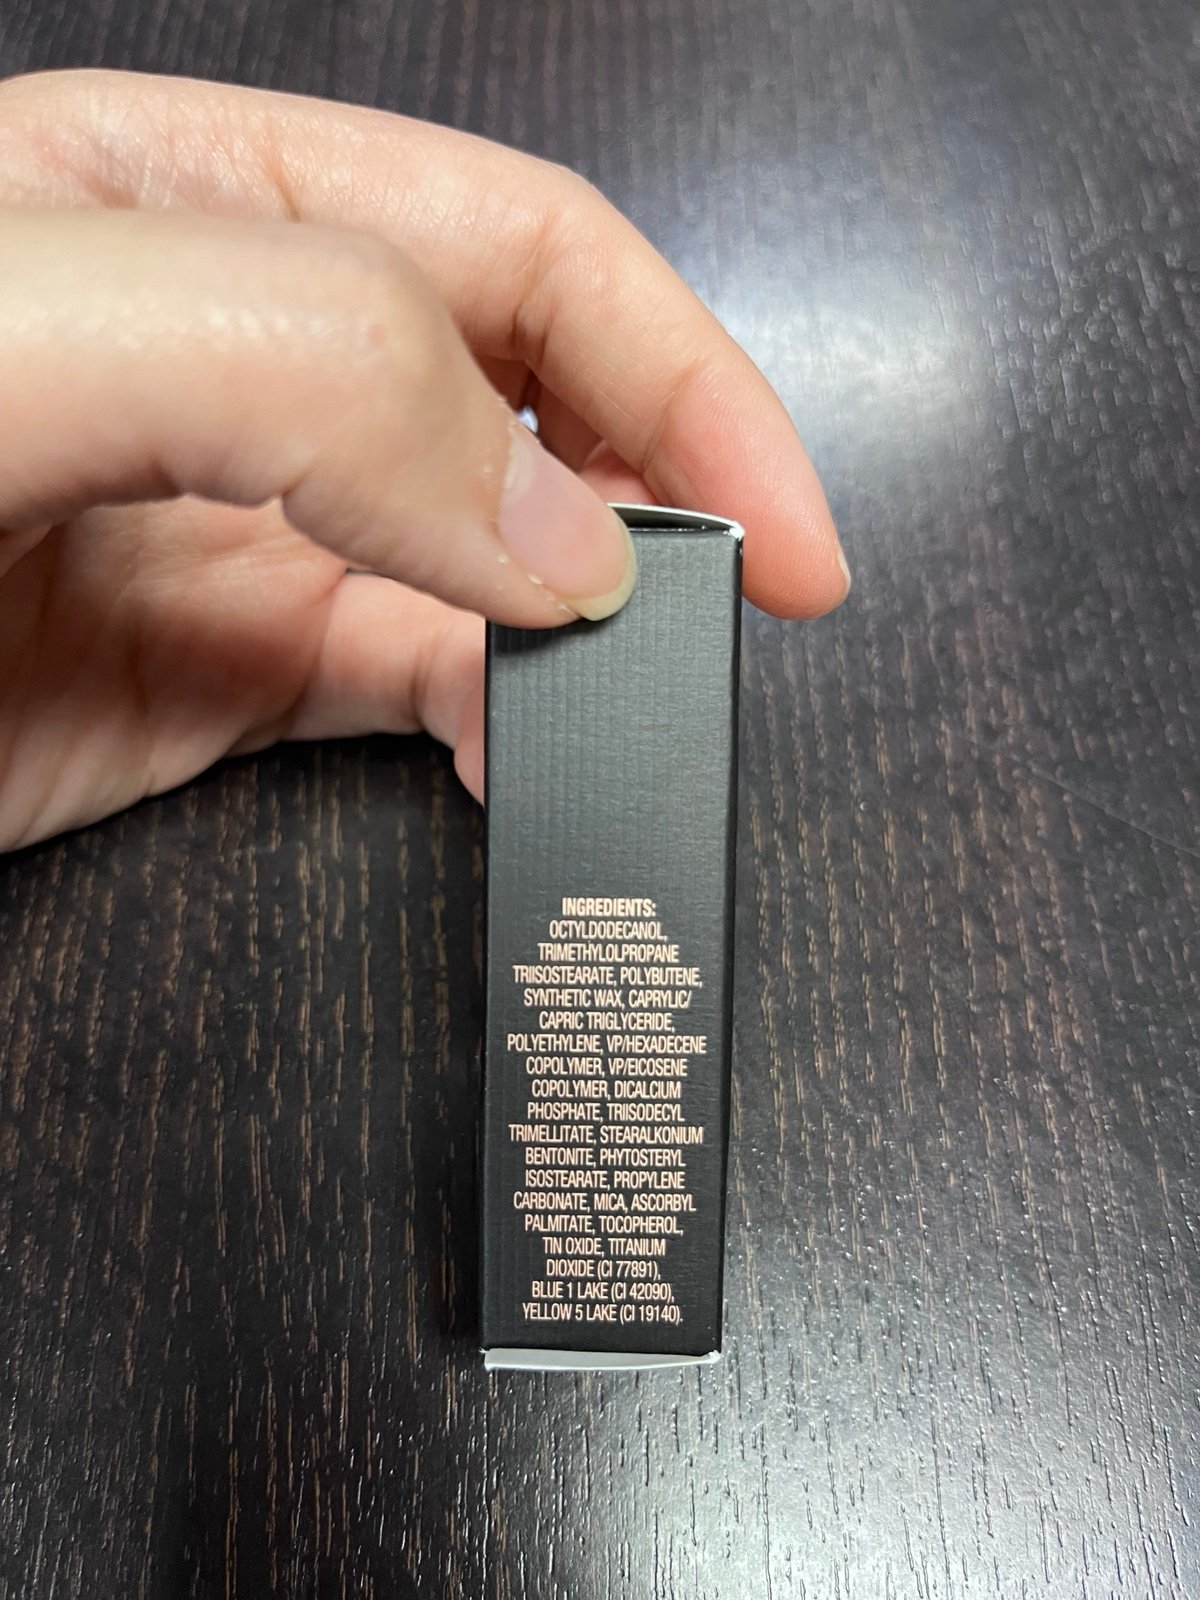 INGREDIENTS:
OCTYLDODECANOL,
TRIMETHYLOLPROPANE
TRIISOSTEARATE, POLYBUTENE,
SYNTHETIC WAX, CAPRYLIC/
CAPRIC TRIGLYCERIDE,
POLYETHYLENE, VP/HEXADECENE
COPOLYMER, VP/EICOSENE
COPOLYMER, DICALCIUM
PHOSPHATE, TRIISODECYL
TRIMELLITATE, STEARALKONIUM
BENTONITE, PHYTOSTERYL
ISOSTEARATE, PROPYLENE
CARBONATE, MICA, ASCORBYL
PALMITATE, TOCOPHEROL,
TIN OXIDE, TITANIUM
DIOXIDE (CI 77891),
BLUE 1 LAKE (CI 42090),
YELLOW 5 LAKE (CI 19140).